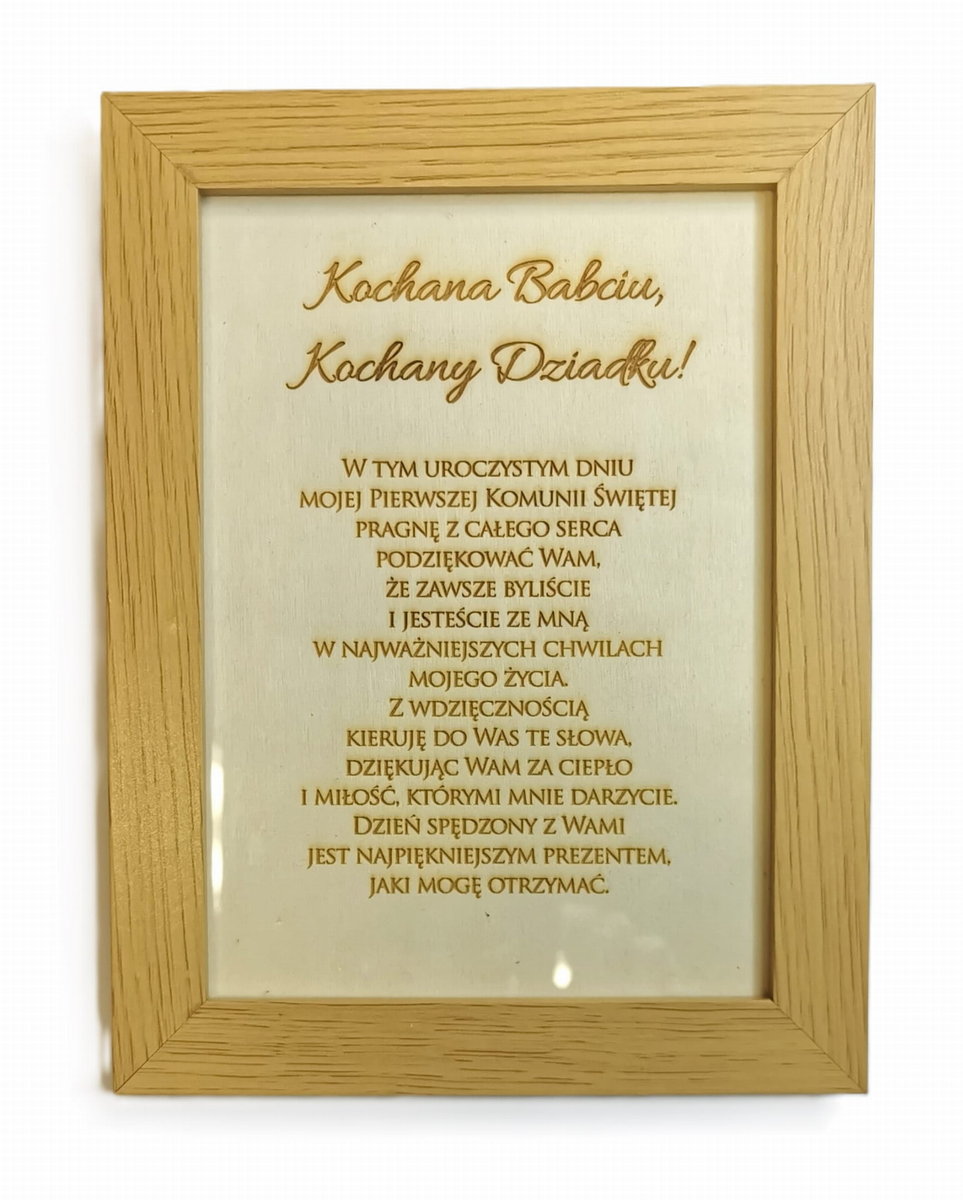 Kochana Babciu,
Kochany Dziadku!
W TYM UROCZYSTYM DNIU
MOJEJ PIERWSZEJ KOMUNII ŚWIĘTEJ
PRAGNĘ Z CAŁEGO SERCA
PODZIĘKOWAĆ WAM,
ŻE ZAWSZE BYLIŚCIE
I JESTEŚCIE ZE MNĄ
W NAJWAŻNIEJSZYCH CHWILACH
MOJEGO ŻYCIA.
Z WDZIĘCZNOŚCIĄ
KIERUJĘ DO WAS TE SŁOWA,
DZIĘKUJĄC WAM ZA CIEPŁO
I MIŁOŚĆ, KTÓRYMI MNIE DARZYCIE.
DZIEŃ SPĘDZONY Z WAMI
JEST NAJPIĘKNIEJSZYM PREZENTEM,
JAKI MOGĘ OTRZYMAĆ.